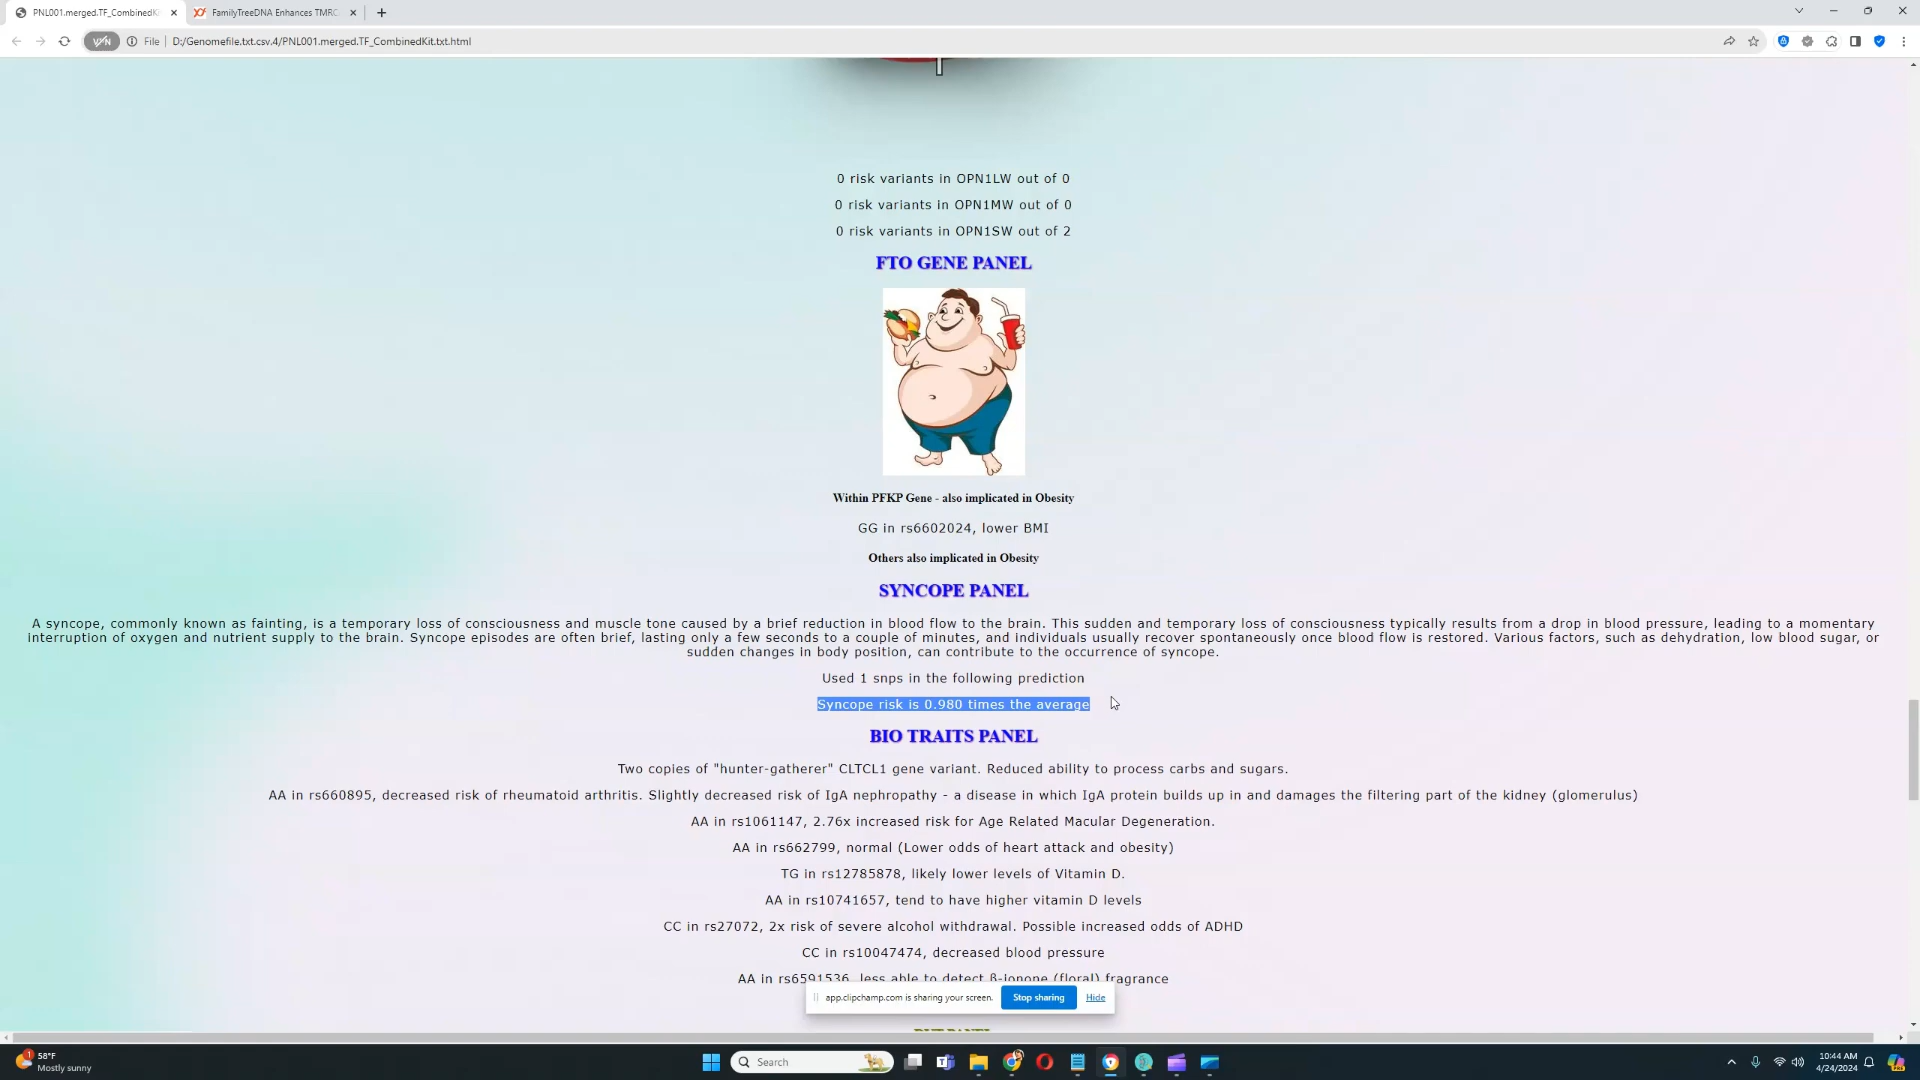 PNL001.merged.TF_CombinedKi
FamilyTreeDNA Enhances TMRC
VPN
File
D:/Genomefile.txt.csv.4/PNL001.merged.TF_CombinedKit.txt.html
0 risk variants in OPN1LW out of 0
0 risk variants in OPN1MW out of 0
0 risk variants in OPN1SW out of 2
FTO GENE PANEL
Within PFKP Gene - also implicated in Obesity
GG in rs6602024, lower BMI
Others also implicated in Obesity
SYNCOPE PANEL
A syncope, commonly known as fainting, is a temporary loss of consciousness and muscle tone caused by a brief reduction in blood flow to the brain. This sudden and temporary loss of consciousness typically results from a drop in blood pressure, leading to a momentary
interruption of oxygen and nutrient supply to the brain. Syncope episodes are often brief, lasting only a few seconds to a couple of minutes, and individuals usually recover spontaneously once blood flow is restored. Various factors, such as dehydration, low blood sugar, or
sudden changes in body position, can contribute to the occurrence of syncope.
Used 1 snps in the following prediction
Syncope risk is 0.980 times the average
BIO TRAITS PANEL
Two copies of "hunter-gatherer" CLTCL1 gene variant. Reduced ability to process carbs and sugars.
AA in rs660895, decreased risk of rheumatoid arthritis. Slightly decreased risk of IgA nephropathy - a disease in which IgA protein builds up in and damages the filtering part of the kidney (glomerulus)
AA in rs1061147, 2.76x increased risk for Age Related Macular Degeneration.
AA in rs662799, normal (Lower odds of heart attack and obesity)
TG in rs12785878, likely lower levels of Vitamin D.
AA in rs10741657, tend to have higher vitamin D levels
CC in rs27072, 2x risk of severe alcohol withdrawal. Possible increased odds of ADHD
CC in rs10047474, decreased blood pressure
AA in rs6591536, less able to detect β-ionone (floral) fragrance
app.clipchamp.com is sharing your screen.
Stop sharing
Hide
1
58°F
Mostly sunny
Search
10:44 AM
4/24/2024